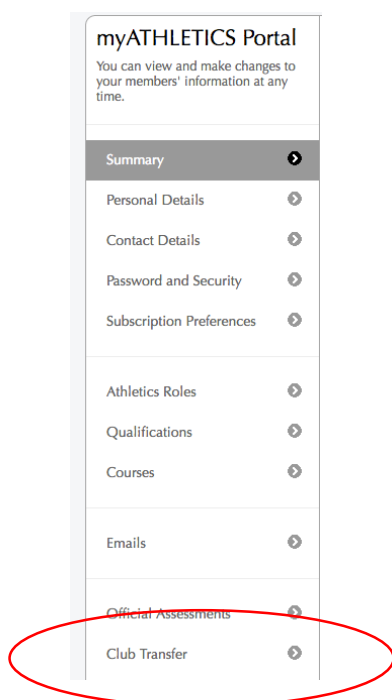 myATHLETICS Portal
You can view and make changes to
your members' information at any
time.
Summary
Personal Details
Contact Details
Password and Security
Subscription Preferences
Athletics Roles
Qualifications
Courses
Emails
Official Assessments
Club Transfer